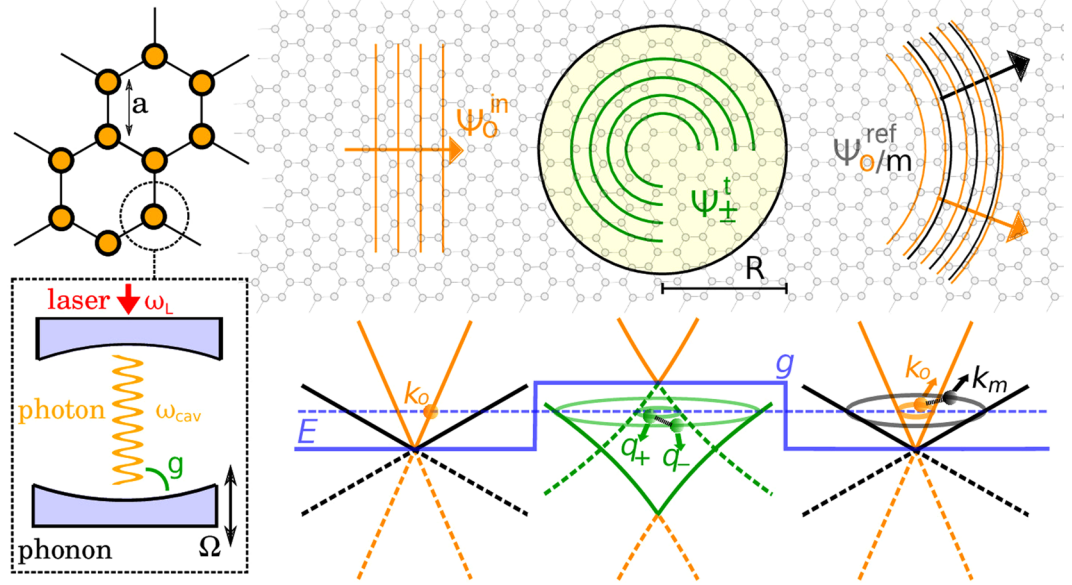 a
laser ω_L
photon ω_cav
g
phonon Ω
Ψ_o^in
Ψ_±^t
R
Ψ_o/m^ref
E
k_o
q_+ q_-
g
k_o k_m